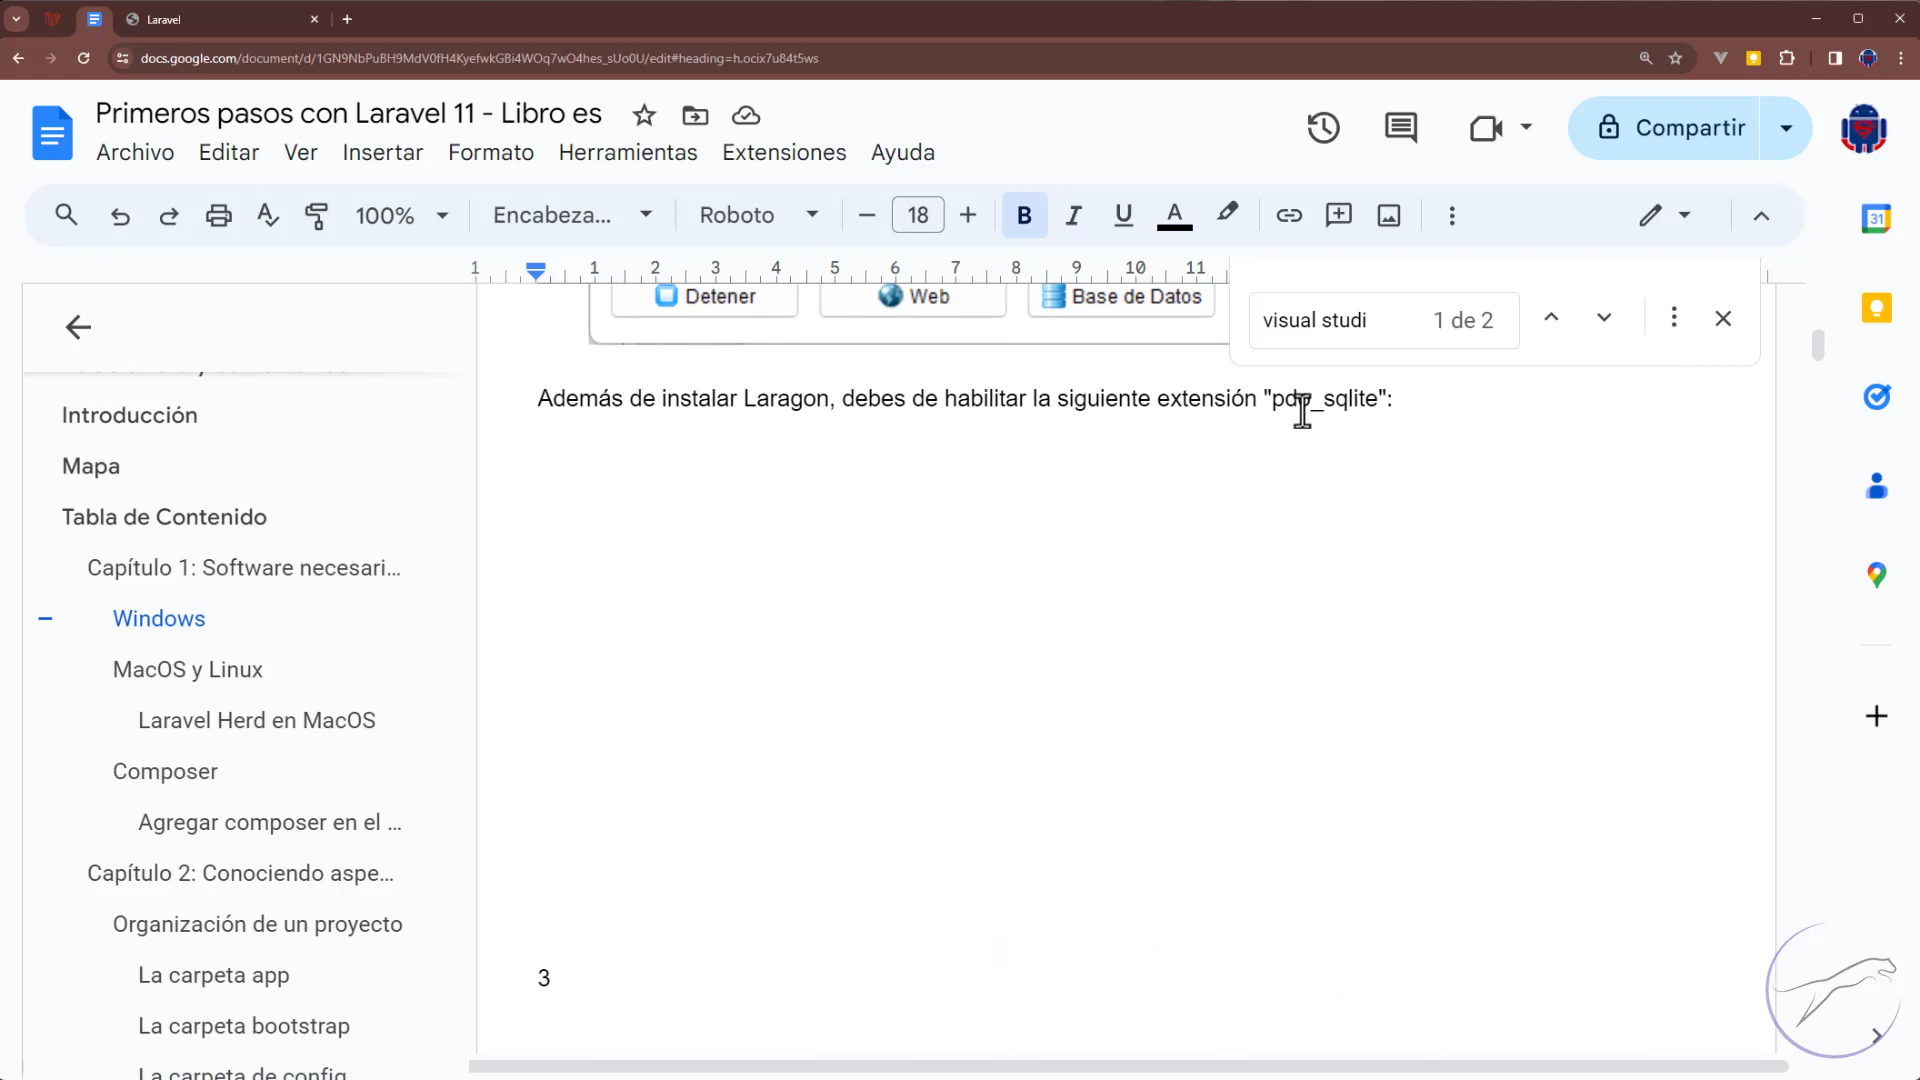 Laravel
docs.google.com/document/d/1GN9NbPuBH9MdV0fH4KyefwkGBi4WOq7wO4hes_sUo0U/edit#heading=h.ocix7u84t5ws
Primeros pasos con Laravel 11 - Libro es
Archivo Editar Ver Insertar Formato Herramientas Extensiones Ayuda
Compartir
100% Encabeza... Roboto 18 B I U A
31
1 1 2 3 4 5 6 7 8 9 10 11
Detener Web Base de Datos
visual studi 1 de 2
Además de instalar Laragon, debes de habilitar la siguiente extensión "pdo_sqlite":
Introducción
Mapa
Tabla de Contenido
Capítulo 1: Software necesari...
Windows
MacOS y Linux
Laravel Herd en MacOS
Composer
Agregar composer en el ...
Capítulo 2: Conociendo aspe...
Organización de un proyecto
La carpeta app
La carpeta bootstrap
La carpeta de config
3